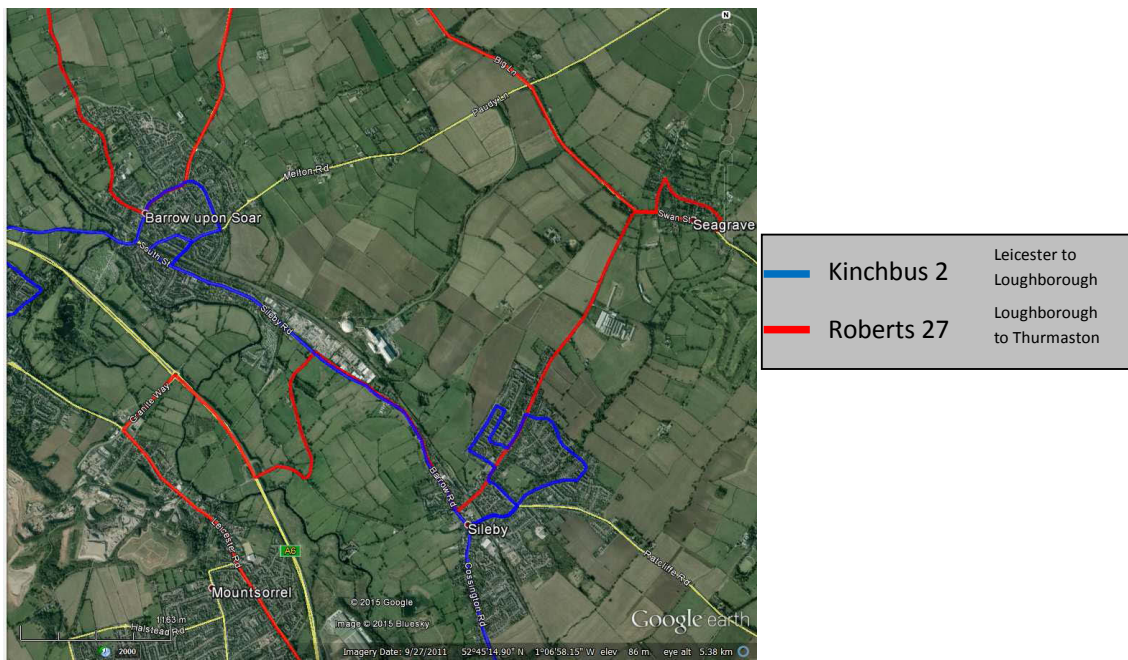 N
Big Ln
Paudy Ln
Melton Rd
Barrow upon Soar
Swan St
Seagrave
South St
Sileby Rd
Granite Way
Barrow Rd
Sileby
Leicester Rd
A6
Ratcliffe Rd
Cossington Rd
Mountsorrel
© 2015 Google
1163 m
Image © 2015 Bluesky
Google earth
Halstead Rd
2000
Imagery Date: 9/27/2011 52°45'14.90" N 1°06'58.15" W elev 86 m eye alt 5.38 km
Kinchbus 2
Leicester to
Loughborough
Roberts 27
Loughborough
to Thurmaston